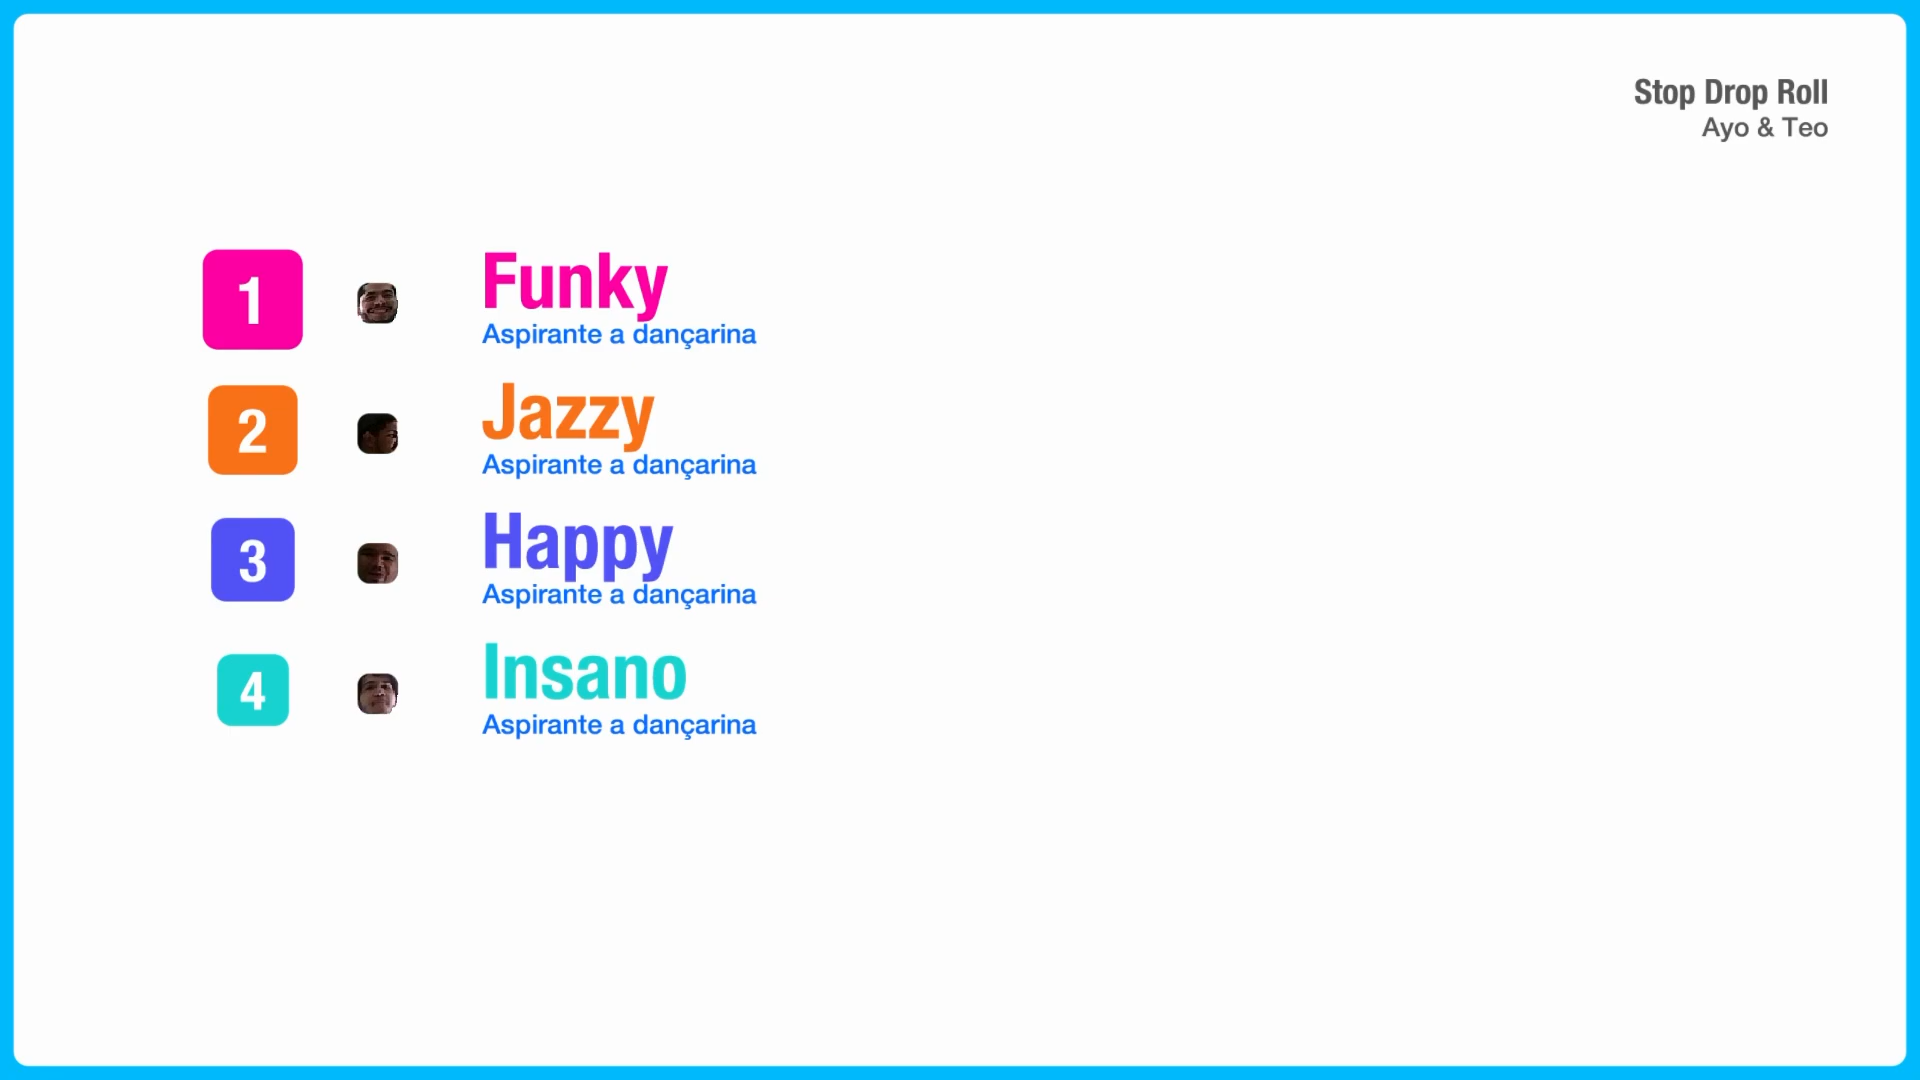 Stop Drop Roll
Ayo & Teo
1
Funky
Aspirante a dançarina
2
Jazzy
Aspirante a dançarina
3
Happy
Aspirante a dançarina
4
Insano
Aspirante a dançarina